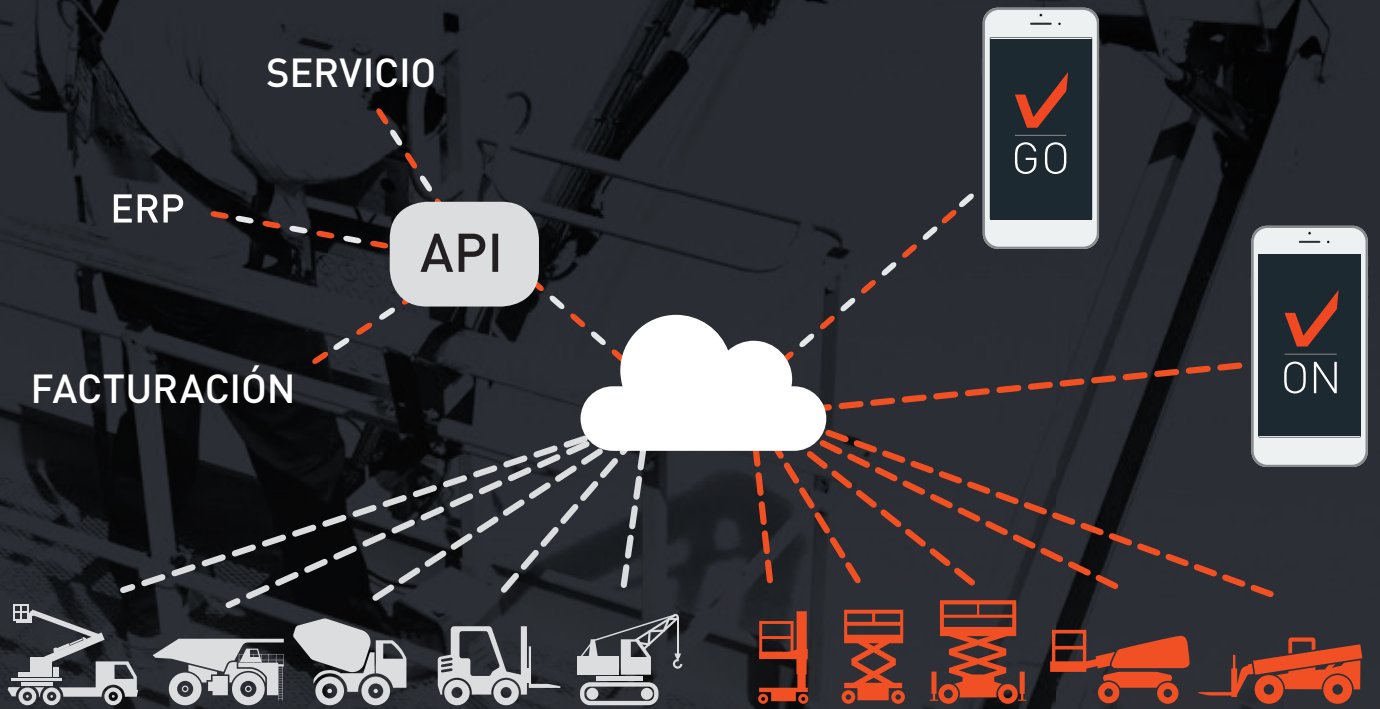 SERVICIO
ERP
API
FACTURACIÓN
GO
ON